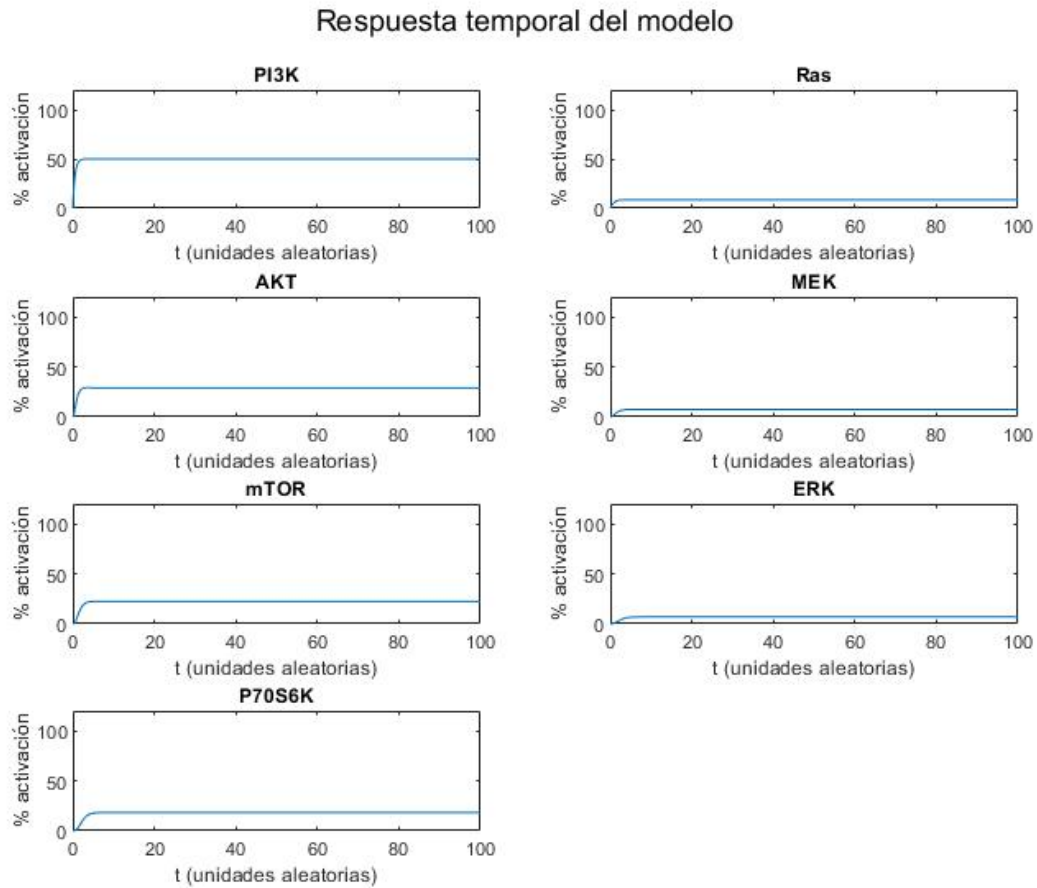 Respuesta temporal del modelo
PI3K
% activación
100
50
0
0 20 40 60 80 100
t (unidades aleatorias)
Ras
% activación
100
50
0
0 20 40 60 80 100
t (unidades aleatorias)
AKT
% activación
100
50
0
0 20 40 60 80 100
t (unidades aleatorias)
MEK
% activación
100
50
0
0 20 40 60 80 100
t (unidades aleatorias)
mTOR
% activación
100
50
0
0 20 40 60 80 100
t (unidades aleatorias)
ERK
% activación
100
50
0
0 20 40 60 80 100
t (unidades aleatorias)
P70S6K
% activación
100
50
0
0 20 40 60 80 100
t (unidades aleatorias)